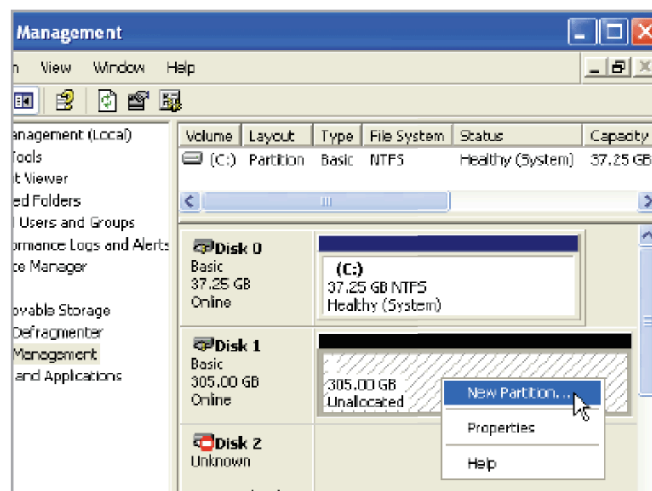 Management
View Window Help
anagement (Local)
Tools
t Viewer
ed Folders
Users and Groups
ormance Logs and Alerts
ce Manager
ovable Storage
Defragmenter
Management
and Applications
Volume Layout Type File System Status Capacity
(C:) Partition Basic NTFS Healthy (System) 37.25 GB
Disk 0
Basic
37.25 GB
Online
(C:)
37.25 GB NTFS
Healthy (System)
Disk 1
Basic
305.00 GB
Online
305.00 GB
Unallocated
New Partition...
Properties
Help
Disk 2
Unknown